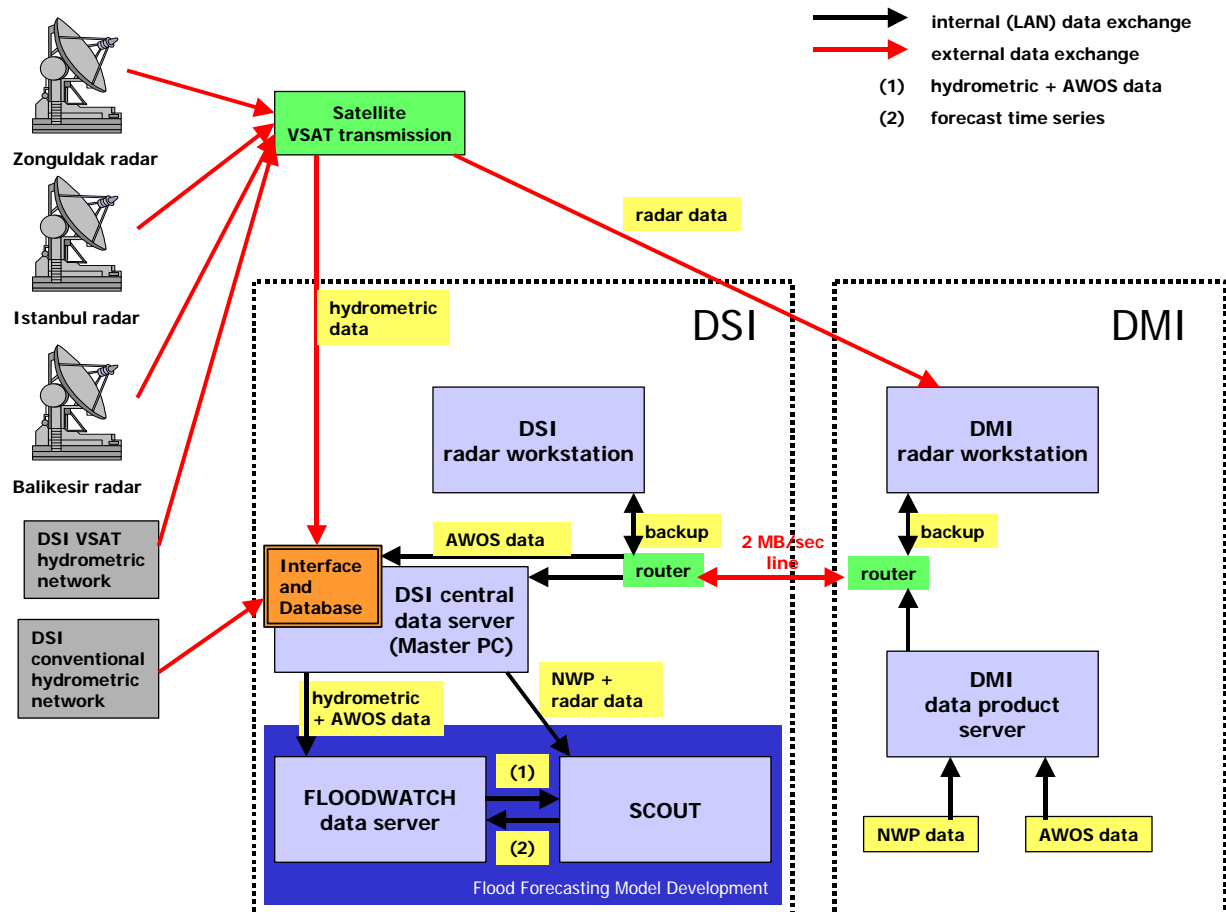 internal (LAN) data exchange
external data exchange
(1) hydrometric + AWOS data
(2) forecast time series
Satellite
VSAT transmission
Zonguldak radar
radar data
Istanbul radar
hydrometric
data
DSI
DMI
DSI
radar workstation
DMI
radar workstation
Balikesir radar
DSI VSAT
hydrometric
network
AWOS data
backup
2 MB/sec
line
backup
router
router
Interface
and
Database
DSI central
data server
(Master PC)
DSI
conventional
hydrometric
network
hydrometric
+ AWOS data
NWP +
radar data
DMI
data product
server
FLOODWATCH
data server
(1)
(2)
SCOUT
NWP data
AWOS data
Flood Forecasting Model Development